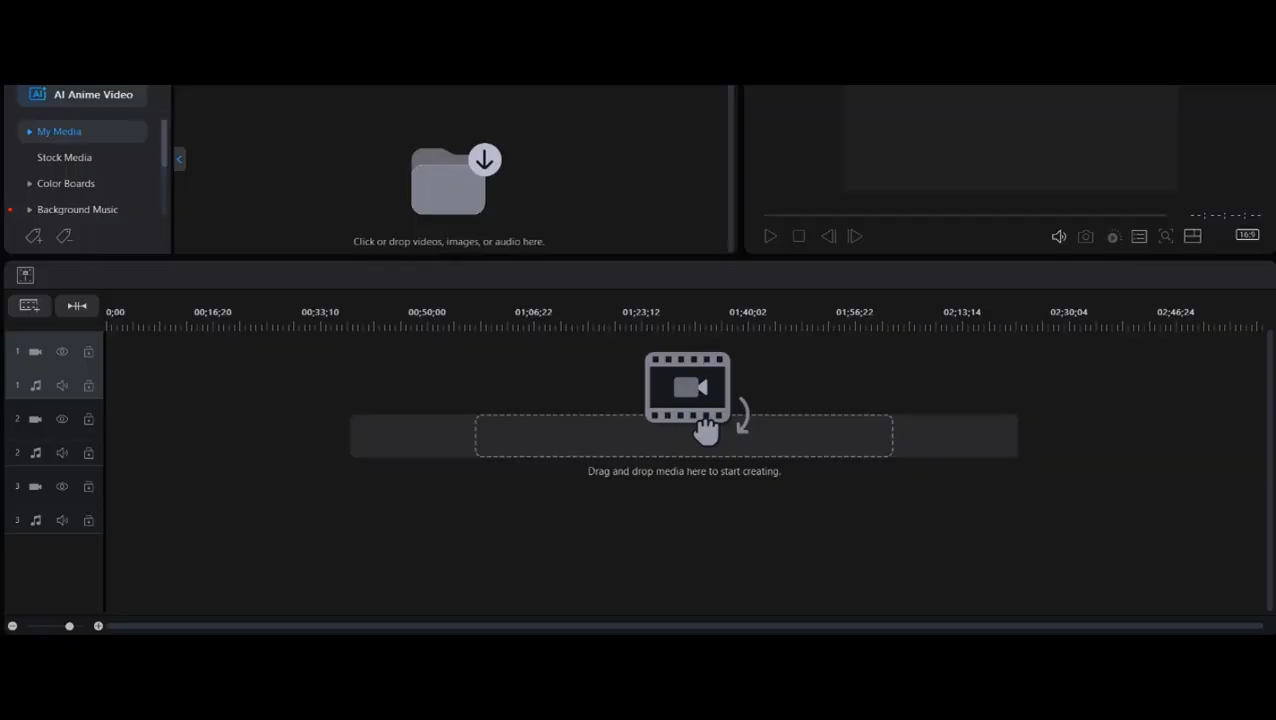 AI AI Anime Video
My Media
Stock Media
Color Boards
Background Music
Click or drop videos, images, or audio here.
--;--;--;--
16:9
0;00 00;16;20 00;33;10 00;50;00 01;06;22 01;23;12 01;40;02 01;56;22 02;13;14 02;30;04 02;46;24
1
1
2
2
3
3
Drag and drop media here to start creating.